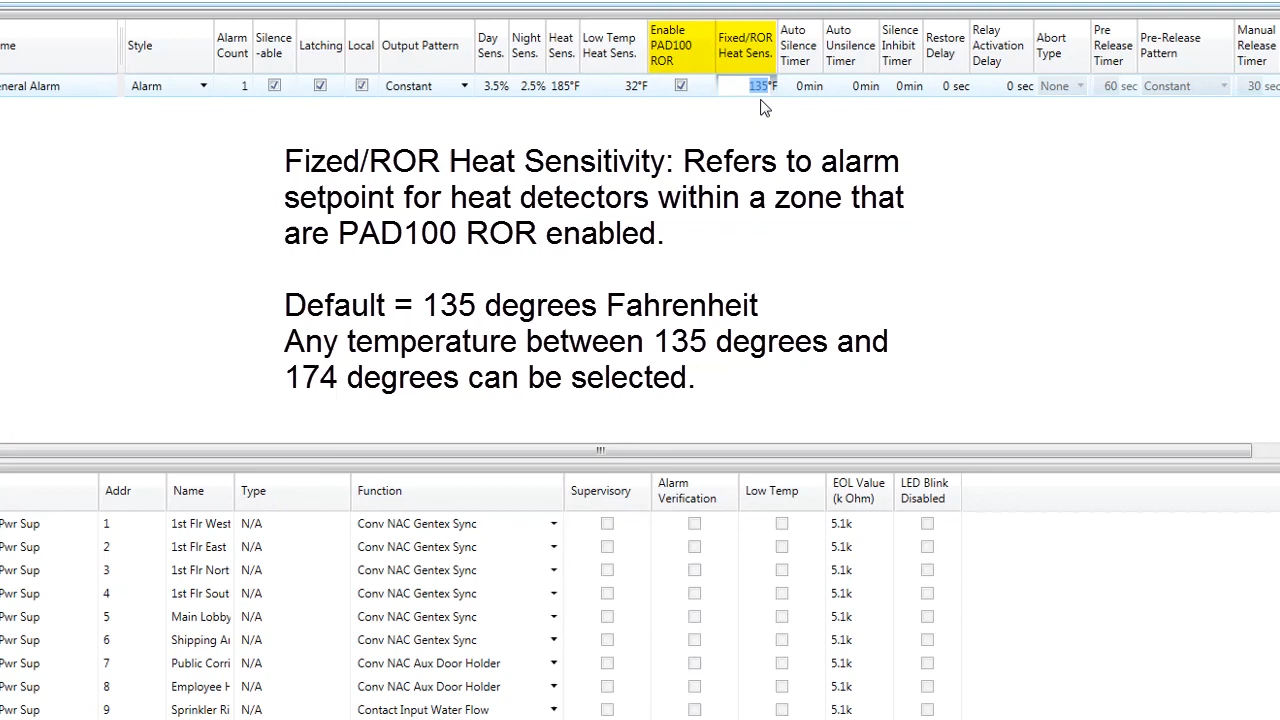 me Style Alarm Count Silence -able Latching Local Output Pattern Day Sens. Night Sens. Heat Sens. Low Temp Heat Sens. Enable PAD100 ROR Fixed/ROR Heat Sens. Auto Silence Timer Auto Unsilence Timer Silence Inhibit Timer Restore Delay Relay Activation Delay Abort Type Pre Release Timer Pre-Release Pattern Manual Release Timer
eneral Alarm Alarm 1 Constant 3.5% 2.5% 185°F 32°F 135°F 0min 0min 0min 0 sec 0 sec None 60 sec Constant 30 sec
Fized/ROR Heat Sensitivity: Refers to alarm
setpoint for heat detectors within a zone that
are PAD100 ROR enabled.
Default = 135 degrees Fahrenheit
Any temperature between 135 degrees and
174 degrees can be selected.
Addr Name Type Function Supervisory Alarm Verification Low Temp EOL Value (k Ohm) LED Blink Disabled
Pwr Sup 1 1st Flr West N/A Conv NAC Gentex Sync 5.1k
Pwr Sup 2 1st Flr East N/A Conv NAC Gentex Sync 5.1k
Pwr Sup 3 1st Flr Nort N/A Conv NAC Gentex Sync 5.1k
Pwr Sup 4 1st Flr Sout N/A Conv NAC Gentex Sync 5.1k
Pwr Sup 5 Main Lobby N/A Conv NAC Gentex Sync 5.1k
Pwr Sup 6 Shipping Ar N/A Conv NAC Gentex Sync 5.1k
Pwr Sup 7 Public Corri N/A Conv NAC Aux Door Holder 5.1k
Pwr Sup 8 Employee H N/A Conv NAC Aux Door Holder 5.1k
Pwr Sup 9 Sprinkler Ri N/A Contact Input Water Flow 5.1k